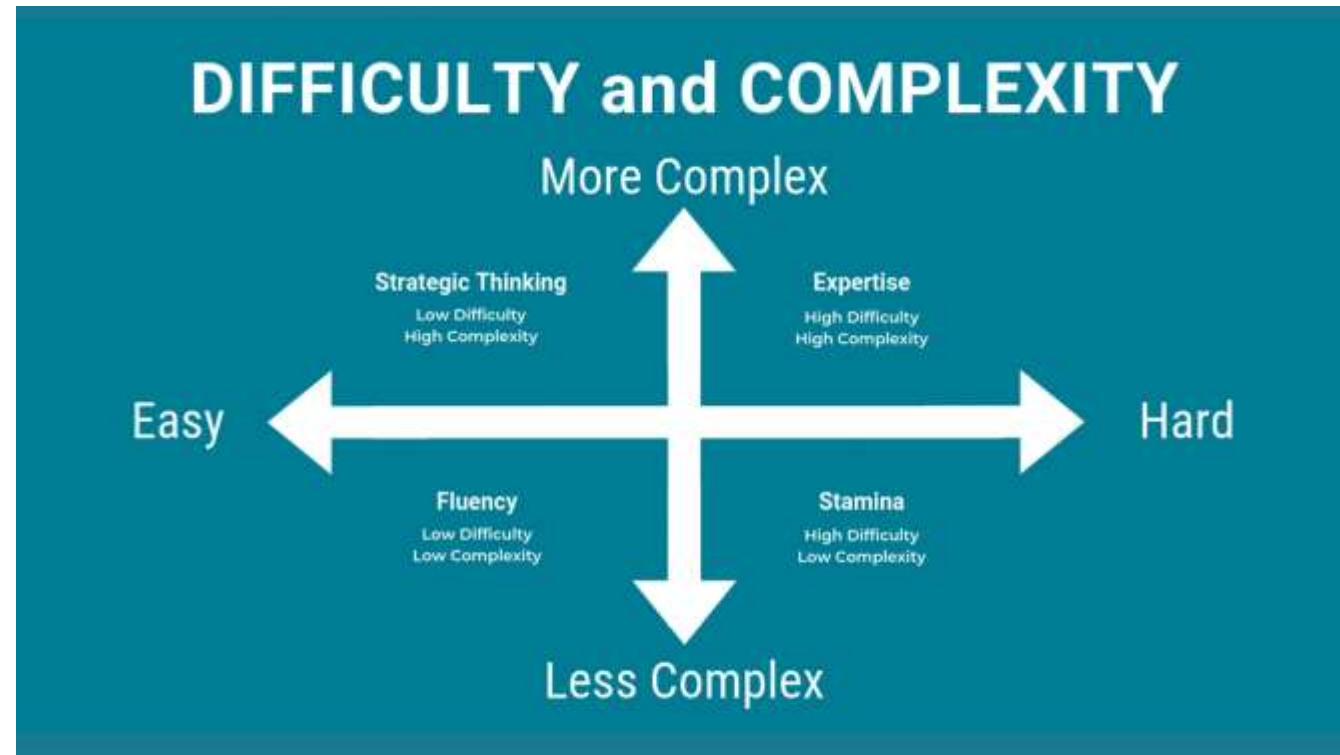 DIFFICULTY and COMPLEXITY
More Complex
Strategic Thinking
Low Difficulty
High Complexity
Expertise
High Difficulty
High Complexity
Easy
Hard
Fluency
Low Difficulty
Low Complexity
Stamina
High Difficulty
Low Complexity
Less Complex